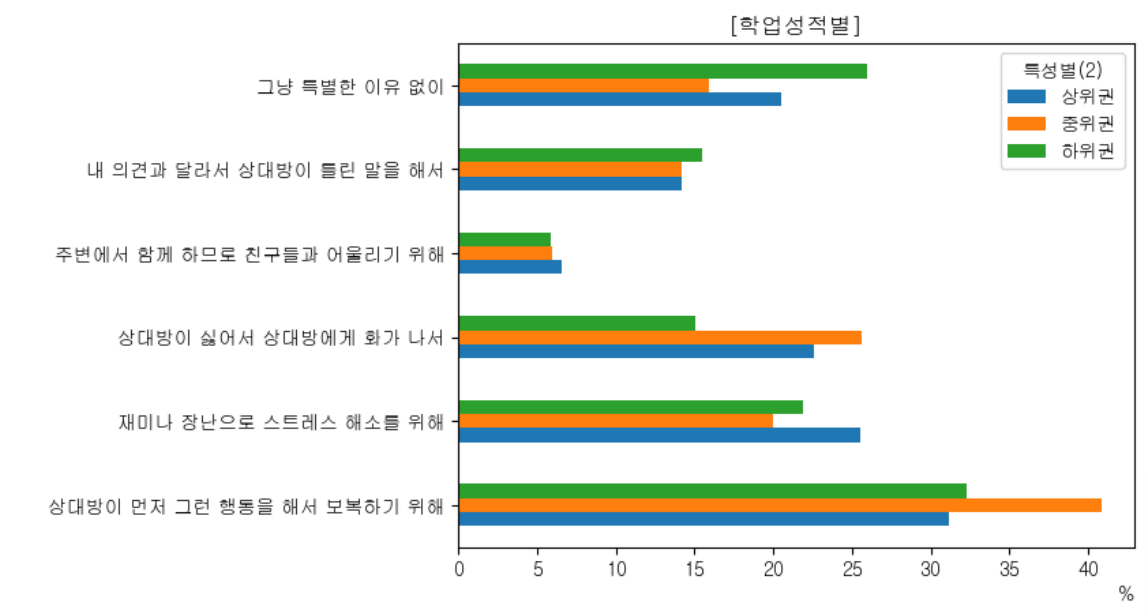 [학업성적별]
특성별(2)
상위권
중위권
하위권
그냥 특별한 이유 없이
내 의견과 달라서 상대방이 틀린 말을 해서
주변에서 함께 하므로 친구들과 어울리기 위해
상대방이 싫어서 상대방에게 화가 나서
재미나 장난으로 스트레스 해소를 위해
상대방이 먼저 그런 행동을 해서 보복하기 위해
0 5 10 15 20 25 30 35 40
%